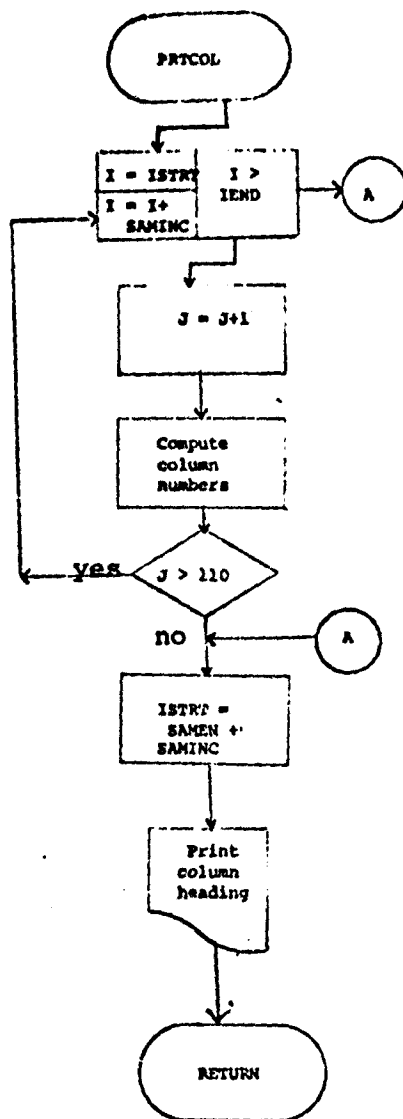 PRTCOL
I = ISTRT
I = I+
SAMINC
I >
IEND
A
J = J+1
Compute
column
numbers
yes
J > 110
no
A
ISTRT =
SAMEN +
SAMINC
Print
column
heading
RETURN